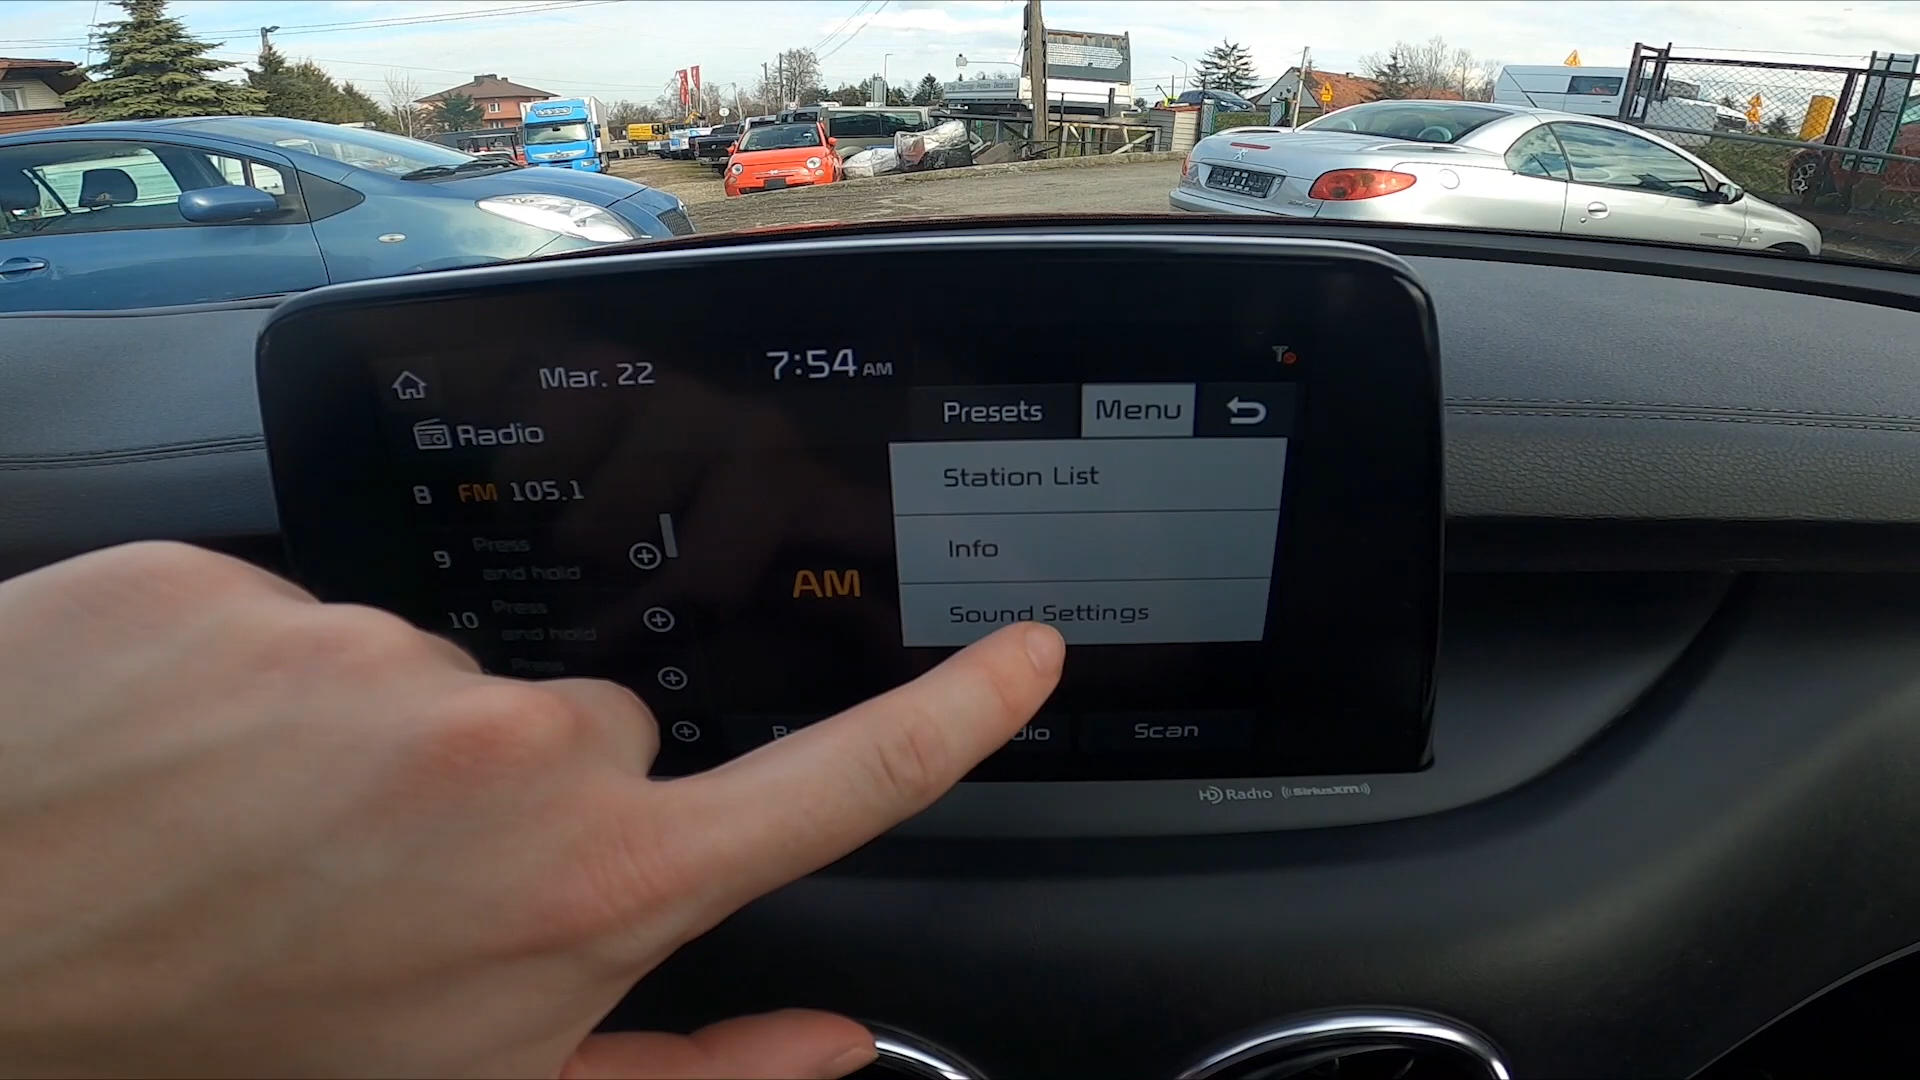 Mar. 22
7:54 AM
Presets
Menu
Radio
Station List
8 FM 105.1
Info
9 Press
and hold
AM
10 Press
and hold
Sound Settings
Press
Scan
HD Radio ((SiriusXM))